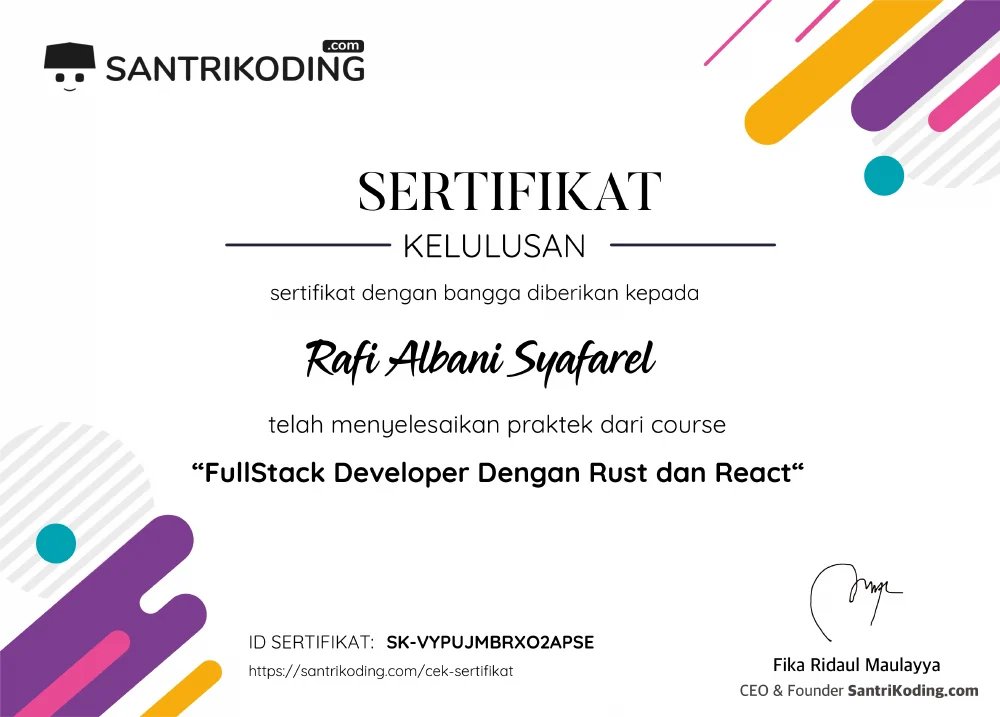 SANTRIKODING
.com
SERTIFIKAT
KELULUSAN
sertifikat dengan bangga diberikan kepada
Rafi Albani Syafarel
telah menyelesaikan praktek dari course
“FullStack Developer Dengan Rust dan React“
ID SERTIFIKAT: SK-VYPUJMBRXO2APSE
https://santrikoding.com/cek-sertifikat
Fika Ridaul Maulayya
CEO & Founder SantriKoding.com